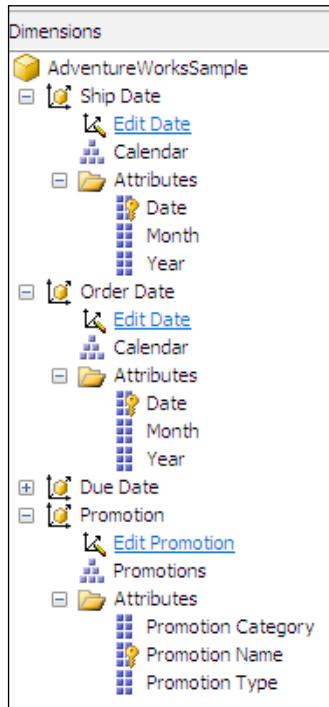 Dimensions
AdventureWorksSample
Ship Date
Edit Date
Calendar
Attributes
Date
Month
Year
Order Date
Edit Date
Calendar
Attributes
Date
Month
Year
Due Date
Promotion
Edit Promotion
Promotions
Attributes
Promotion Category
Promotion Name
Promotion Type